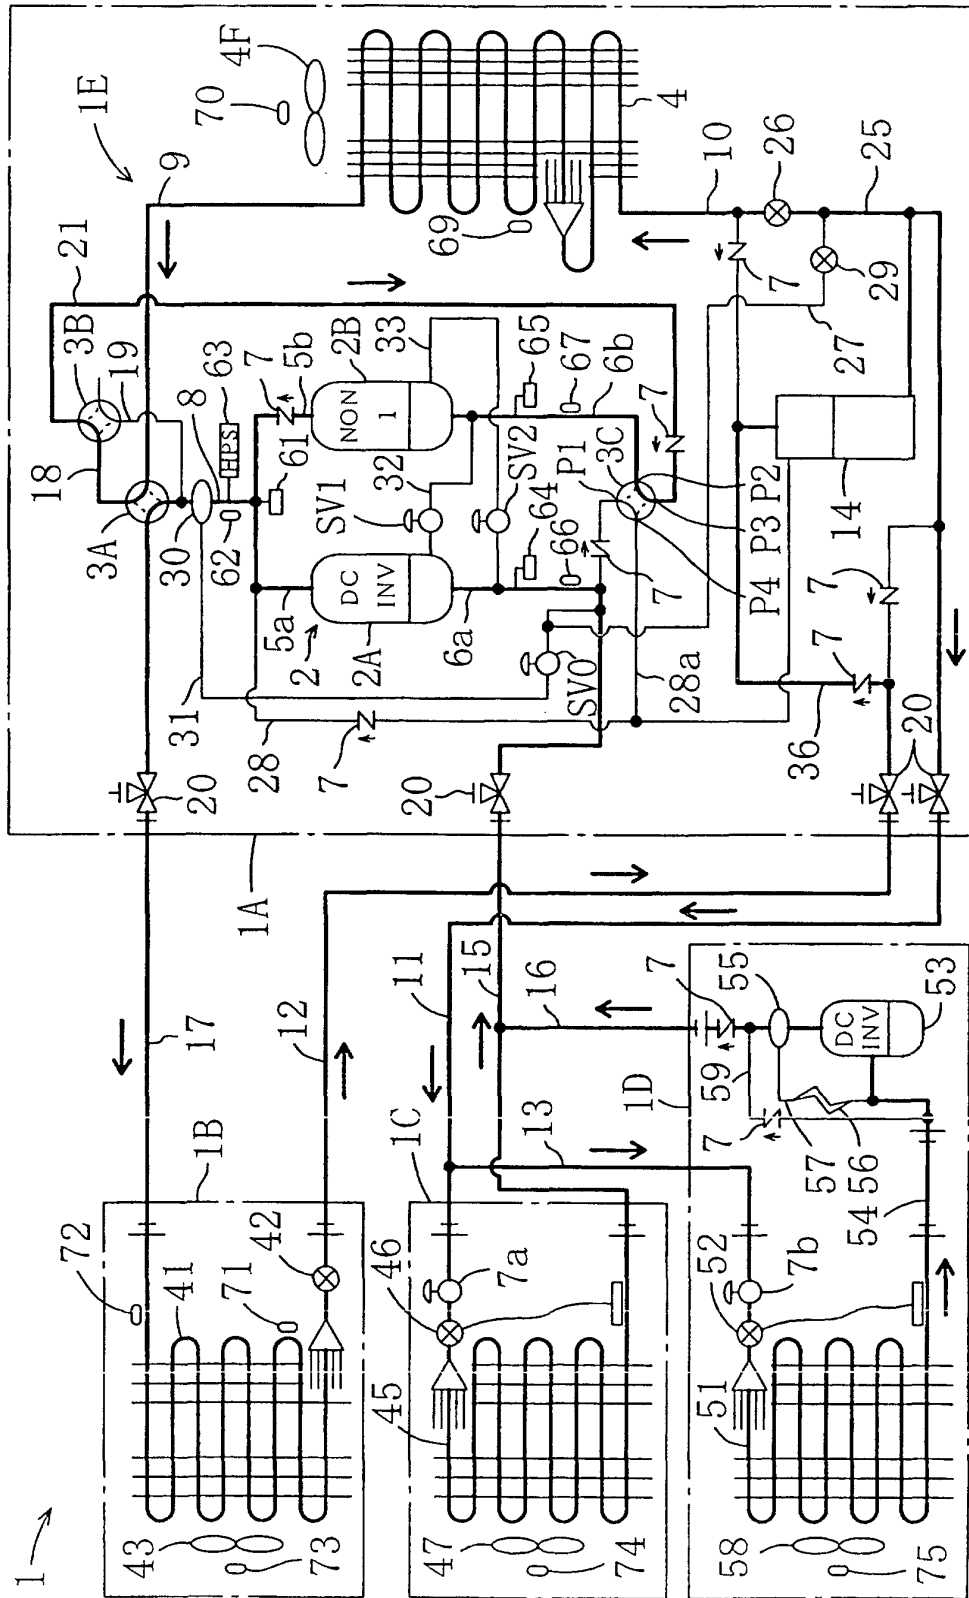 1
72
18
3B
21
1E
3A
19
9
43
41
1B
17
20
31
30
8
63
HPS
70
4F
71
73
42
1A
28
62
61
7
5b
12
2
5a
7
2A
DC
INV
SV1
NON
1
2B
45
46
1C
11
20
6a
32
33
69
47
7a
15
SV0
66
64
SV2
65
13
16
7
P1
67
6b
74
28a
P4
P3
3C
P2
7
4
51
52
1D
59
7
55
36
7
7
14
27
7
10
58
7b
54
56
57
7
DC
INV
53
20
29
26
25
75